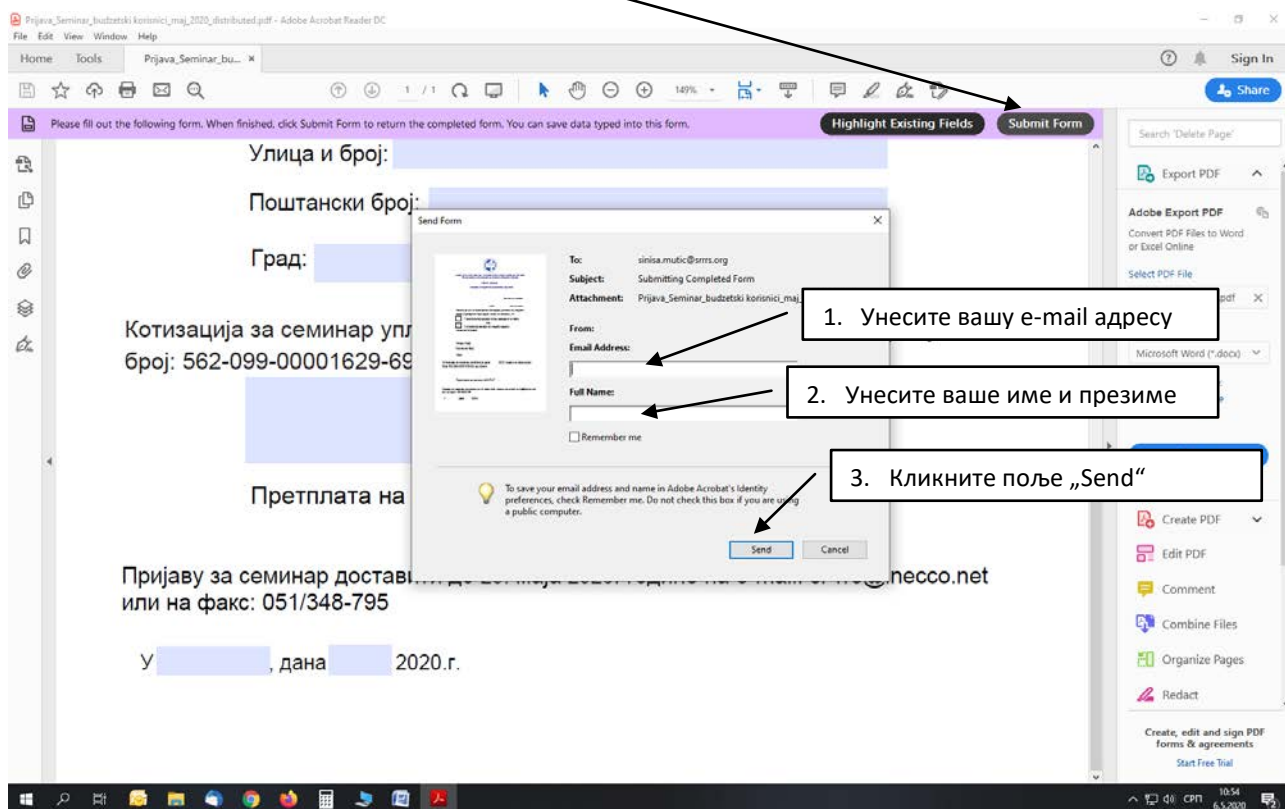 Prijava_Seminar_budzetski korisnici_maj_2020_distributed.pdf - Adobe Acrobat Reader DC
File Edit View Window Help
Home Tools Prijava_Seminar_bu... × Sign In
1 / 1 149% Share
Please fill out the following form. When finished, click Submit Form to return the completed form. You can save data typed into this form. Highlight Existing Fields Submit Form
Search 'Delete Page'
Улица и број:
Export PDF
Поштански број:
Adobe Export PDF
Convert PDF Files to Word
or Excel Online
Select PDF File
pdf
Microsoft Word (*.docx)
Град:
Send Form
To: sinisa.mutic@srrrs.org
Subject: Submitting Completed Form
Attachment: Prijava_Seminar_budzetski korisnici_maj_
From:
Email Address:
Full Name:
Remember me
To save your email address and name in Adobe Acrobat's Identity
preferences, check Remember me. Do not check this box if you are using
a public computer.
Send Cancel
1. Унесите вашу e-mail адресу
2. Унесите ваше име и презиме
3. Кликните поље „Send“
Котизација за семинар упл
број: 562-099-00001629-69
Претплата на
Пријаву за семинар достави
necco.net
или на факс: 051/348-795
У , дана 2020.г.
Create PDF
Edit PDF
Comment
Combine Files
Organize Pages
Redact
Create, edit and sign PDF
forms & agreements
Start Free Trial
СРП 10:54
6.5.2020